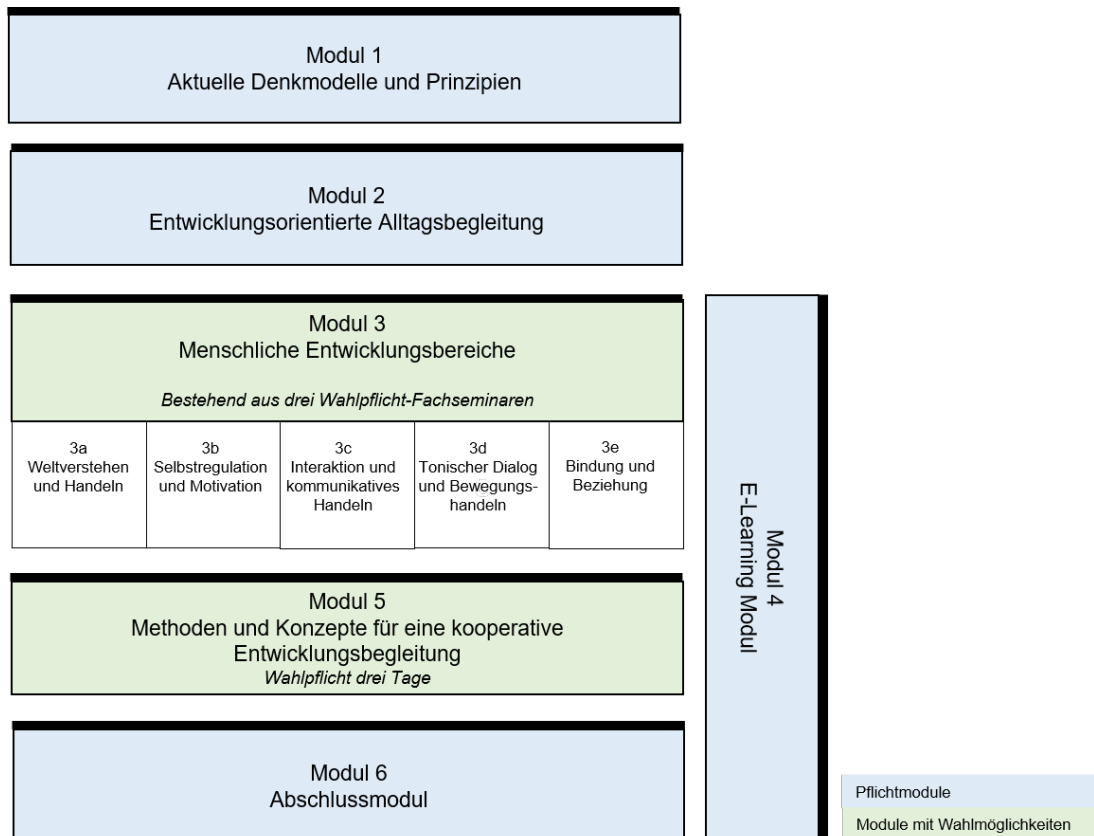 Modul 1
Aktuelle Denkmodelle und Prinzipien
Modul 2
Entwicklungsorientierte Alltagsbegleitung
Modul 3
Menschliche Entwicklungsbereiche
Bestehend aus drei Wahlpflicht-Fachseminaren
3a
Weltverstehen
und Handeln
3b
Selbstregulation
und Motivation
3c
Interaktion und
kommunikatives
Handeln
3d
Tonischer Dialog
und Bewegungs-
handeln
3e
Bindung und
Beziehung
Modul 4
E-Learning Modul
Modul 5
Methoden und Konzepte für eine kooperative
Entwicklungsbegleitung
Wahlpflicht drei Tage
Modul 6
Abschlussmodul
Pflichtmodule
Module mit Wahlmöglichkeiten